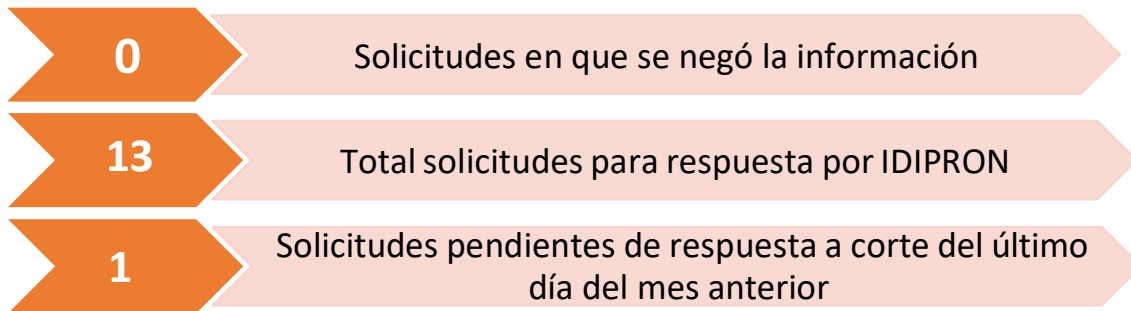 0
Solicitudes en que se negó la información
13
Total solicitudes para respuesta por IDIPRON
1
Solicitudes pendientes de respuesta a corte del último
día del mes anterior